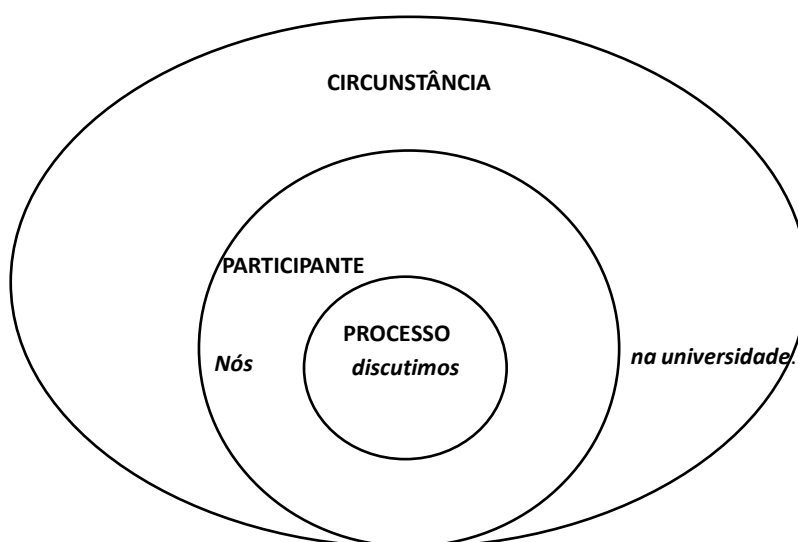 CIRCUNSTÂNCIA
PARTICIPANTE
PROCESSO
Nós discutimos na universidade.